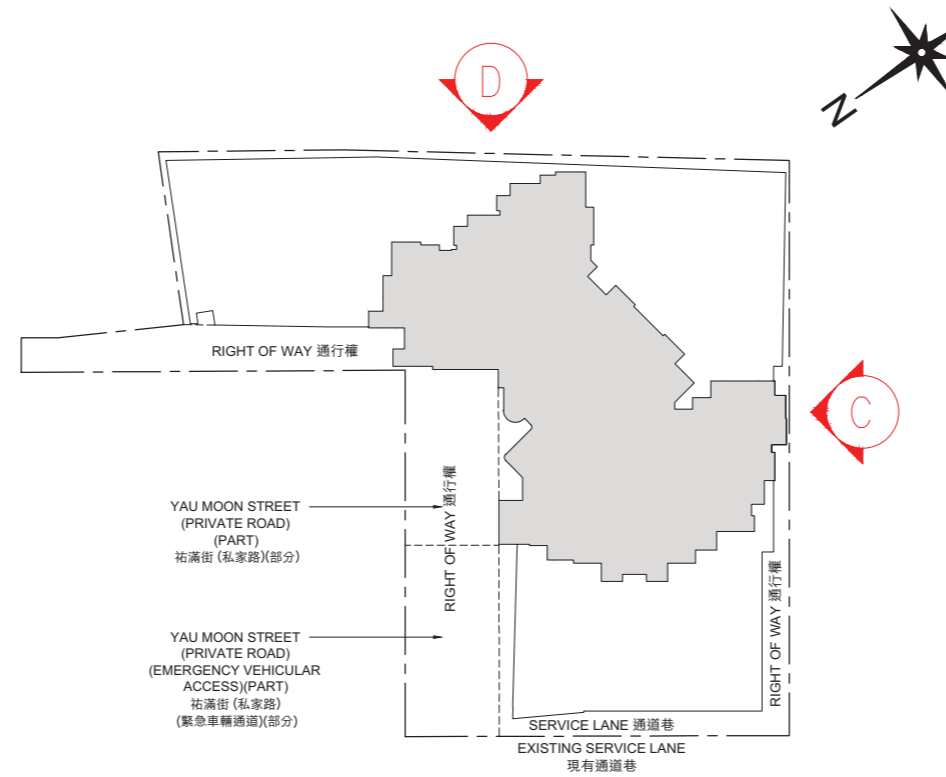 D
N
RIGHT OF WAY 通行權
C
YAU MOON STREET
(PRIVATE ROAD)
(PART)
祐滿街 (私家路)(部分)
RIGHT OF WAY 通行權
YAU MOON STREET
(PRIVATE ROAD)
(EMERGENCY VEHICULAR
ACCESS)(PART)
祐滿街 (私家路)
(緊急車輛通道)(部分)
RIGHT OF WAY 通行權
SERVICE LANE 通道巷
EXISTING SERVICE LANE
現有通道巷